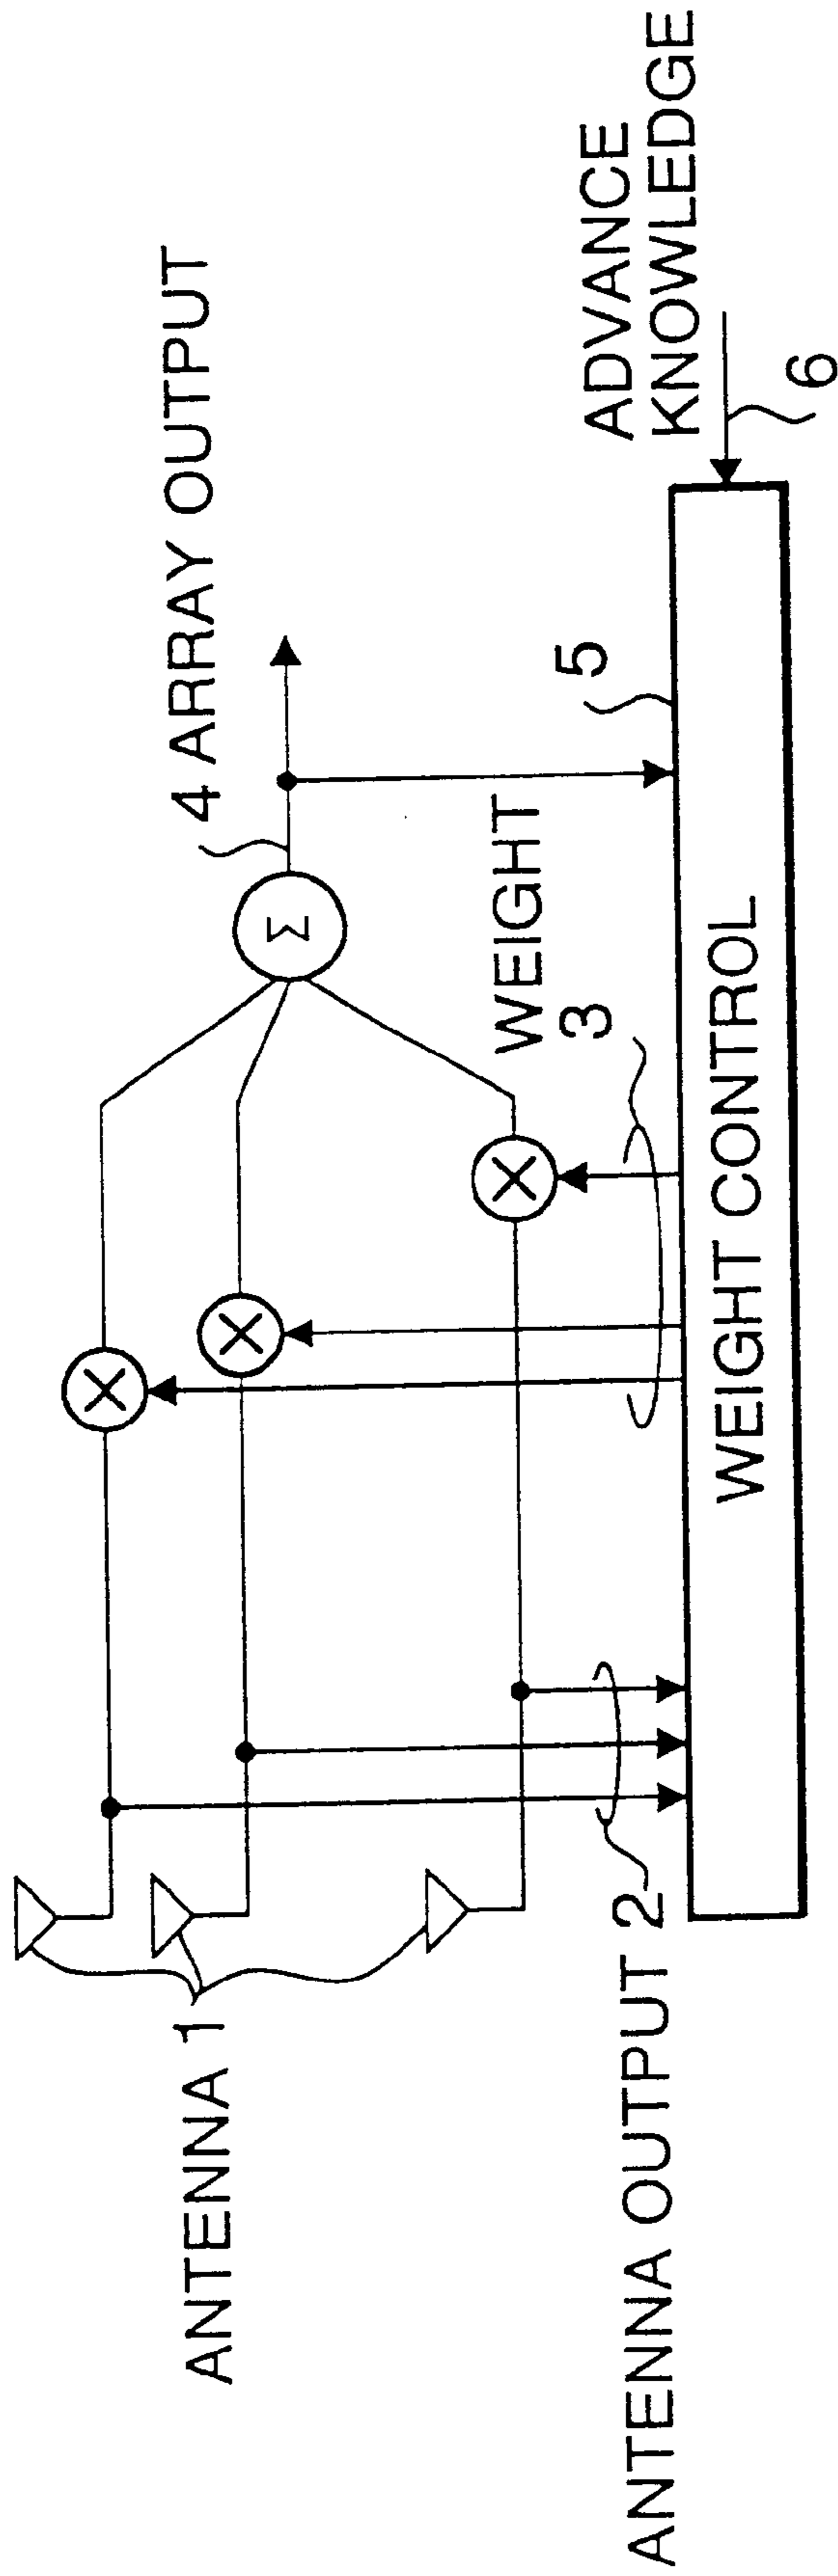 ANTENNA 1
4 ARRAY OUTPUT
Σ
WEIGHT
3
5
ADVANCE
KNOWLEDGE
6
ANTENNA OUTPUT 2
WEIGHT CONTROL